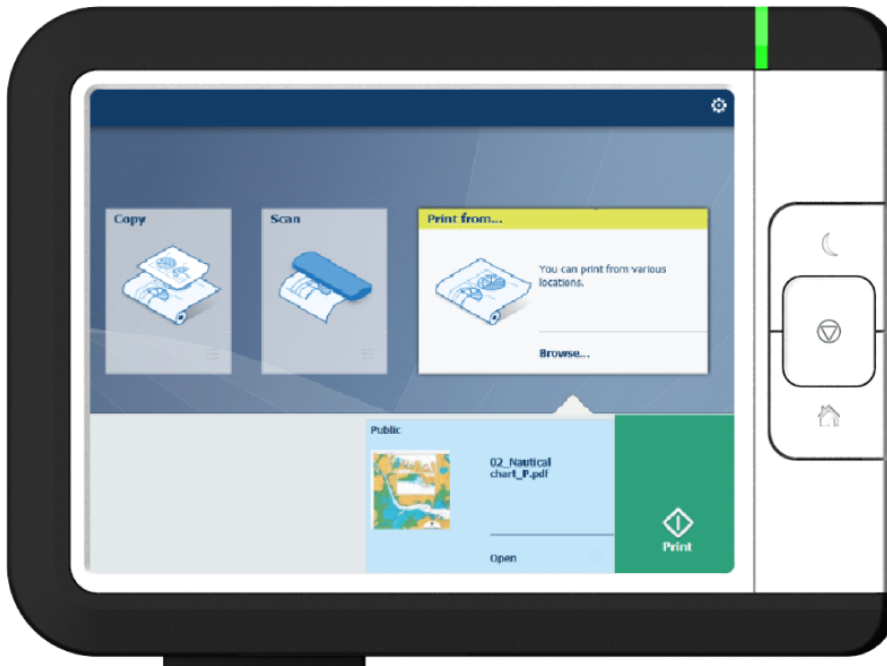 Copy
Scan
Print from...
You can print from various
locations.
Browse...
Public
02_Nautical
chart_P.pdf
Open
Print